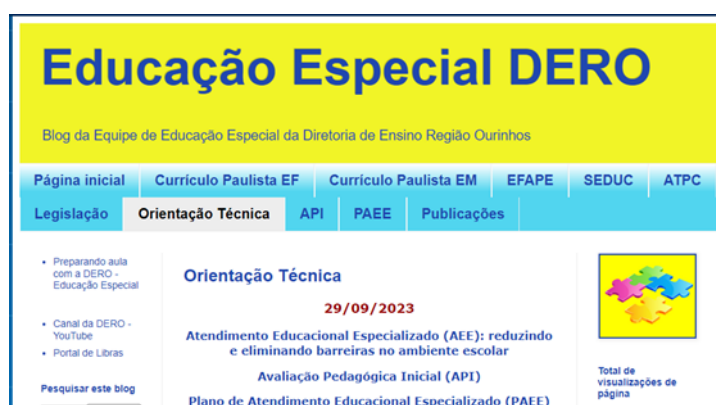 Educação Especial DERO
Blog da Equipe de Educação Especial da Diretoria de Ensino Região Ourinhos
Página inicial
Currículo Paulista EF
Currículo Paulista EM
EFAPE
SEDUC
ATPC
Legislação
Orientação Técnica
API
PAEE
Publicações
Preparando aula
com a DERO -
Educação Especial
Canal da DERO -
YouTube
Portal de Libras
Pesquisar este blog
Orientação Técnica
29/09/2023
Atendimento Educacional Especializado (AEE): reduzindo
e eliminando barreiras no ambiente escolar
Avaliação Pedagógica Inicial (API)
Plano de Atendimento Educacional Especializado (PAEE)
Total de
visualizações de
página